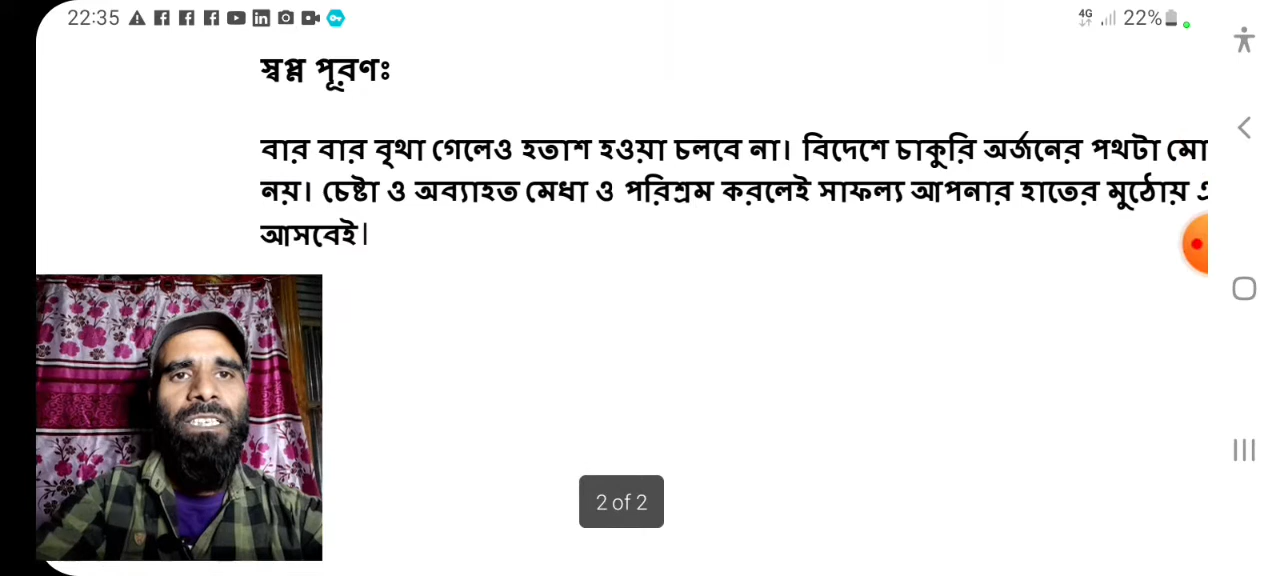 22:35
4G 22%
স্বপ্ন পূরণঃ
বার বার বৃথা গেলেও হতাশ হওয়া চলবে না। বিদেশে চাকুরি অর্জনের পথটা
নয়। চেষ্টা ও অব্যাহত মেধা ও পরিশ্রম করলেই সাফল্য আপনার হাতের মুঠোয়
আসবেই।
2 of 2